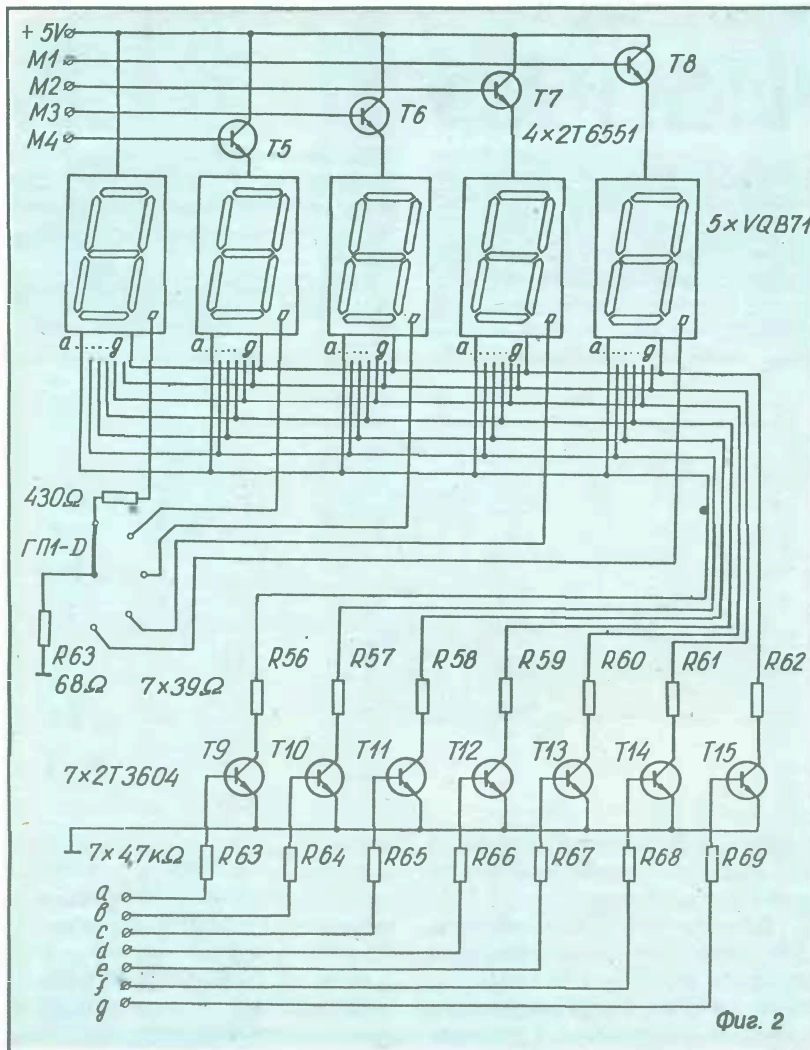 + 5V
M1
M2
M3
M4
T8
T7
T6
T5
4×2T6551
5×VQB71
a......g a......g a......g a......g a......g
430Ω
ГП1-D
R63
68Ω
7×39Ω
R56 R57 R58 R59 R60 R61 R62
T9 T10 T11 T12 T13 T14 T15
7×2T3604
7×47кΩ R63 R64 R65 R66 R67 R68 R69
a
b
c
d
e
f
g
Фиг. 2